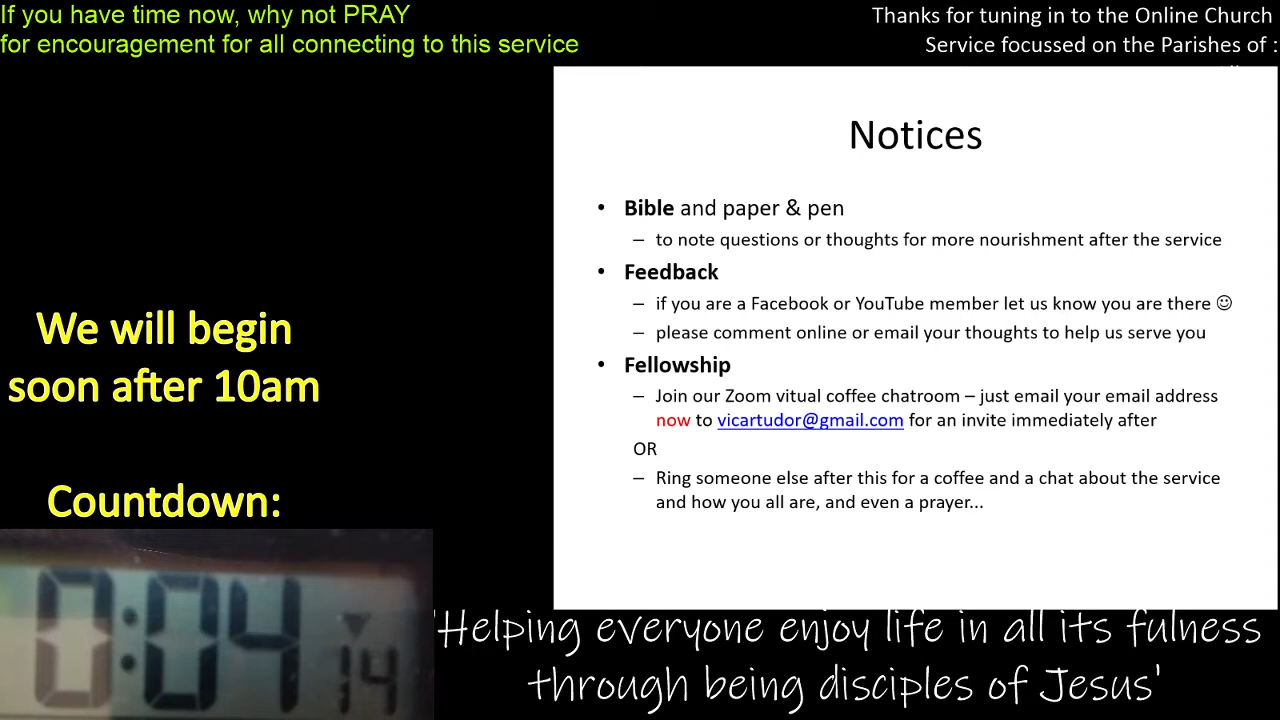 If you have time now, why not PRAY
for encouragement for all connecting to this service
Thanks for tuning in to the Online Church
Service focussed on the Parishes of :
Notices
• Bible and paper & pen
– to note questions or thoughts for more nourishment after the service
• Feedback
– if you are a Facebook or YouTube member let us know you are there ☺
– please comment online or email your thoughts to help us serve you
• Fellowship
– Join our Zoom vitual coffee chatroom – just email your email address
now to vicartudor@gmail.com for an invite immediately after
OR
– Ring someone else after this for a coffee and a chat about the service
and how you all are, and even a prayer...
We will begin
soon after 10am
Countdown:
0:04 14
'Helping everyone enjoy life in all its fulness
through being disciples of Jesus'